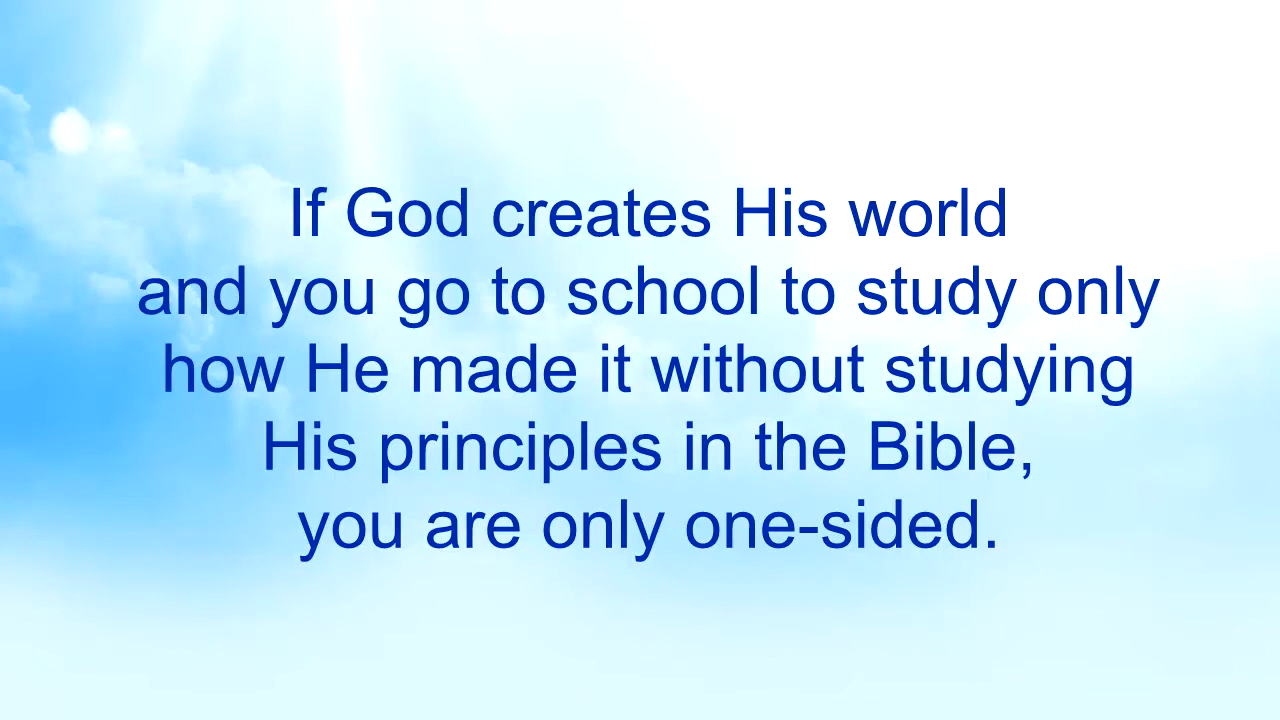 If God creates His world
and you go to school to study only
how He made it without studying
His principles in the Bible,
you are only one-sided.